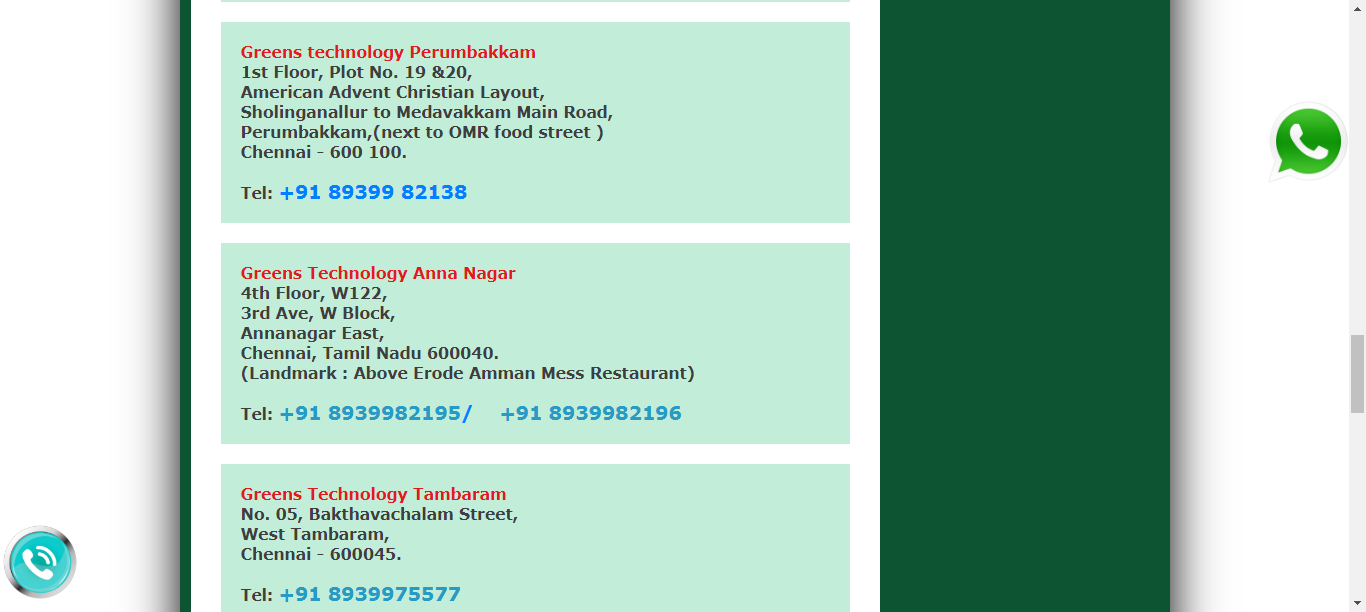 Greens technology Perumbakkam
1st Floor, Plot No. 19 &20,
American Advent Christian Layout,
Sholinganallur to Medavakkam Main Road,
Perumbakkam,(next to OMR food street )
Chennai - 600 100.
Tel: +91 89399 82138
Greens Technology Anna Nagar
4th Floor, W122,
3rd Ave, W Block,
Annanagar East,
Chennai, Tamil Nadu 600040.
(Landmark : Above Erode Amman Mess Restaurant)
Tel: +91 8939982195/ +91 8939982196
Greens Technology Tambaram
No. 05, Bakthavachalam Street,
West Tambaram,
Chennai - 600045.
Tel: +91 8939975577